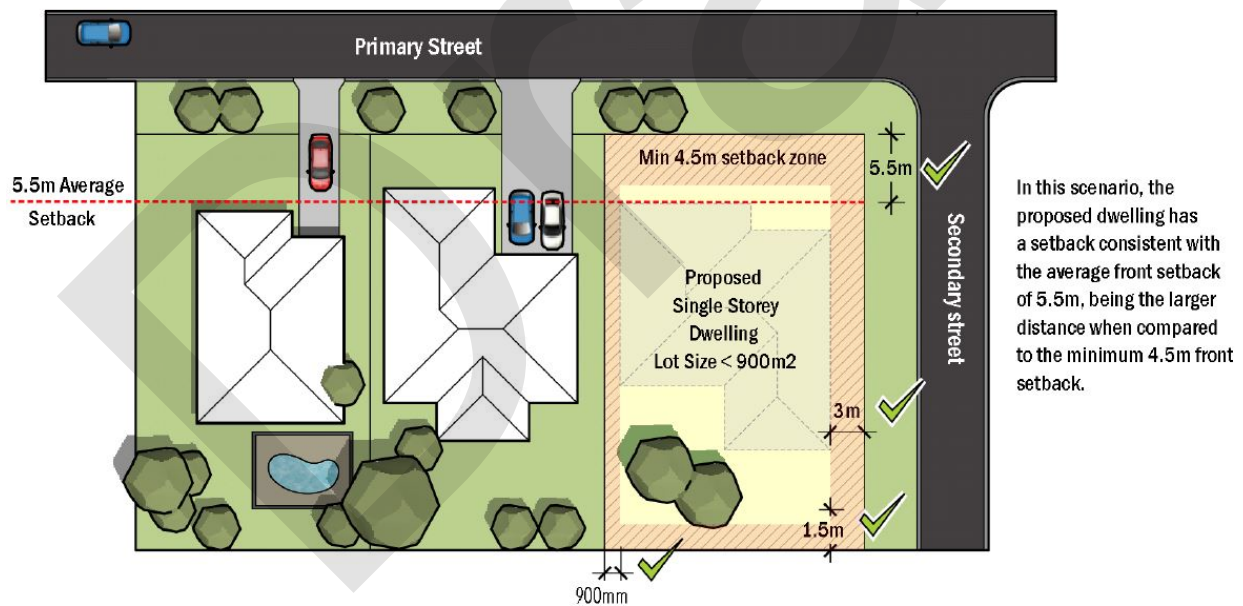 Primary Street
5.5m Average
Setback
Min 4.5m setback zone
5.5m
Secondary street
Proposed
Single Storey
Dwelling
Lot Size < 900m2
3m
1.5m
900mm
In this scenario, the
proposed dwelling has
a setback consistent with
the average front setback
of 5.5m, being the larger
distance when compared
to the minimum 4.5m front
setback.